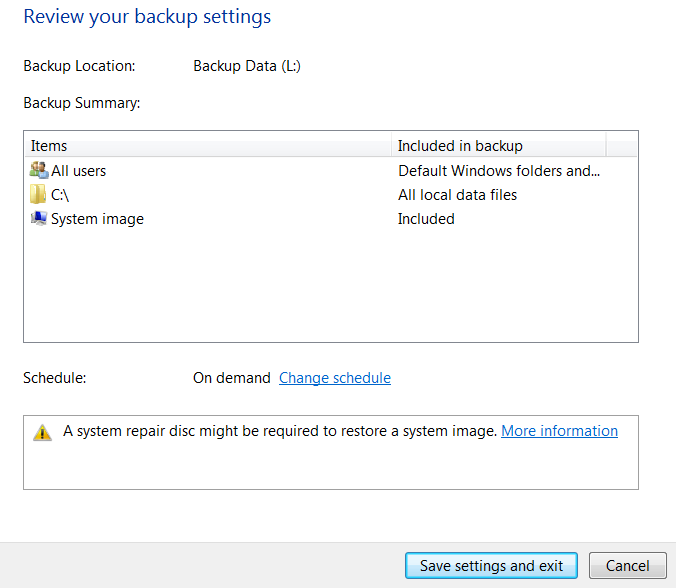 Review your backup settings
Backup Location: Backup Data (L:)
Backup Summary:
Items Included in backup
All users Default Windows folders and...
C:\ All local data files
System image Included
Schedule: On demand Change schedule
A system repair disc might be required to restore a system image. More information
Save settings and exit Cancel